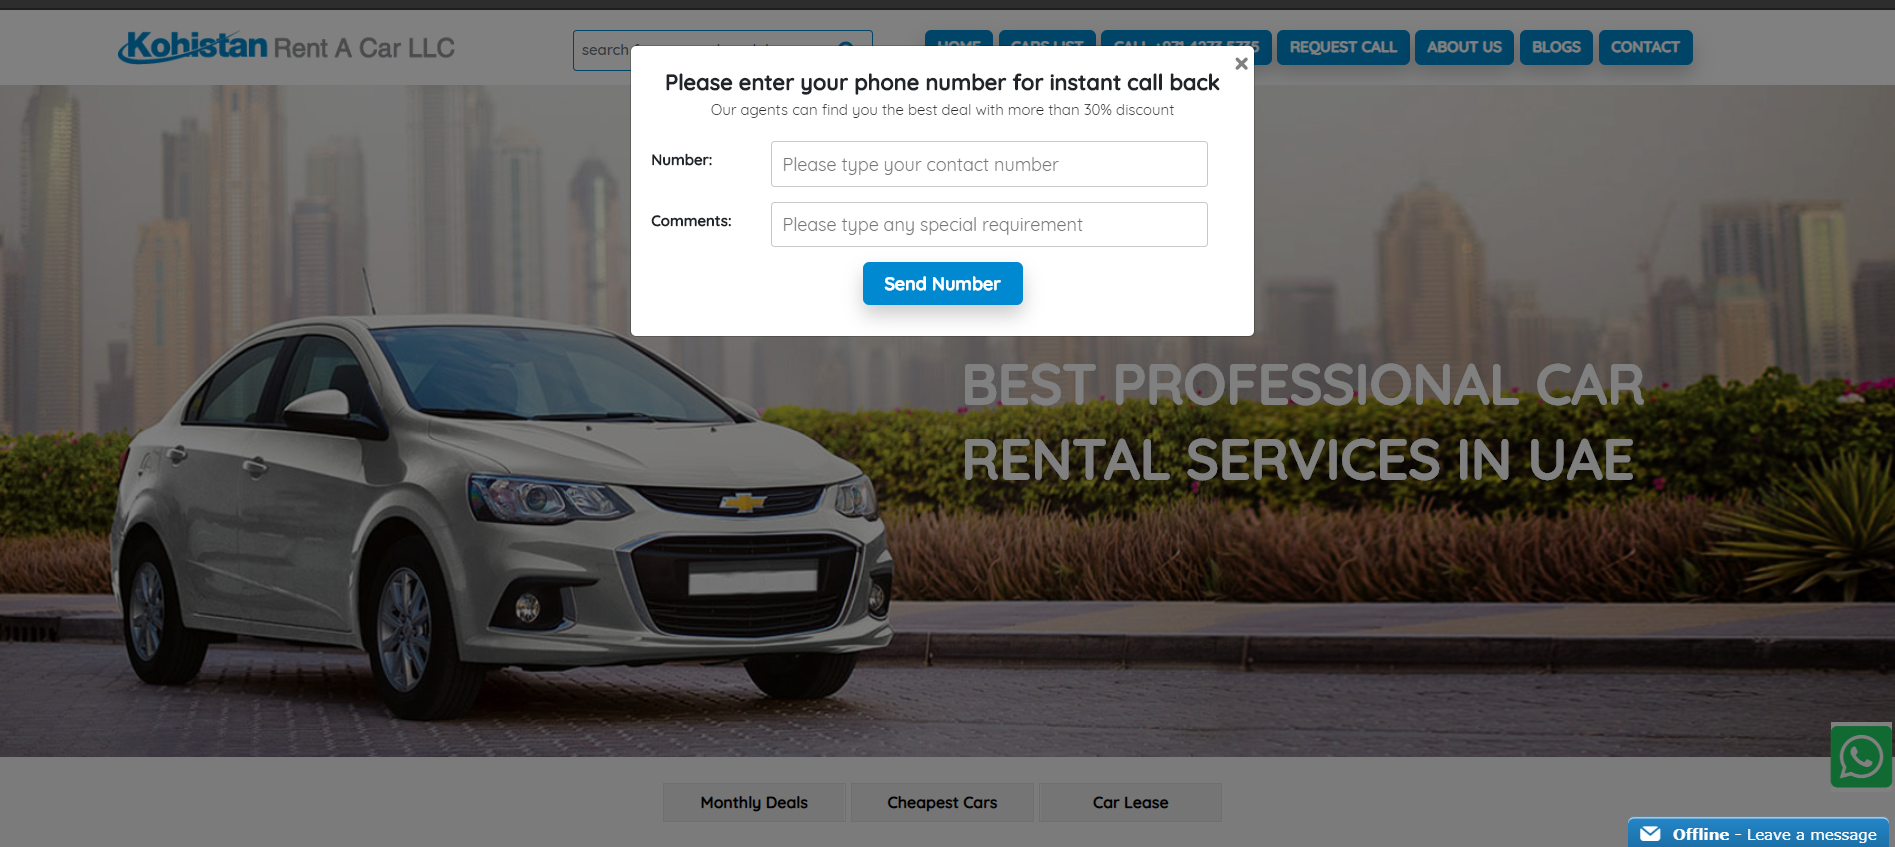 Kohistan Rent A Car LLC
search
HOME
CARS LIST
CALL +971 4273 5735
REQUEST CALL
ABOUT US
BLOGS
CONTACT
Please enter your phone number for instant call back
Our agents can find you the best deal with more than 30% discount
Number:
Please type your contact number
Comments:
Please type any special requirement
Send Number
BEST PROFESSIONAL CAR
RENTAL SERVICES IN UAE
Monthly Deals
Cheapest Cars
Car Lease
Offline - Leave a message